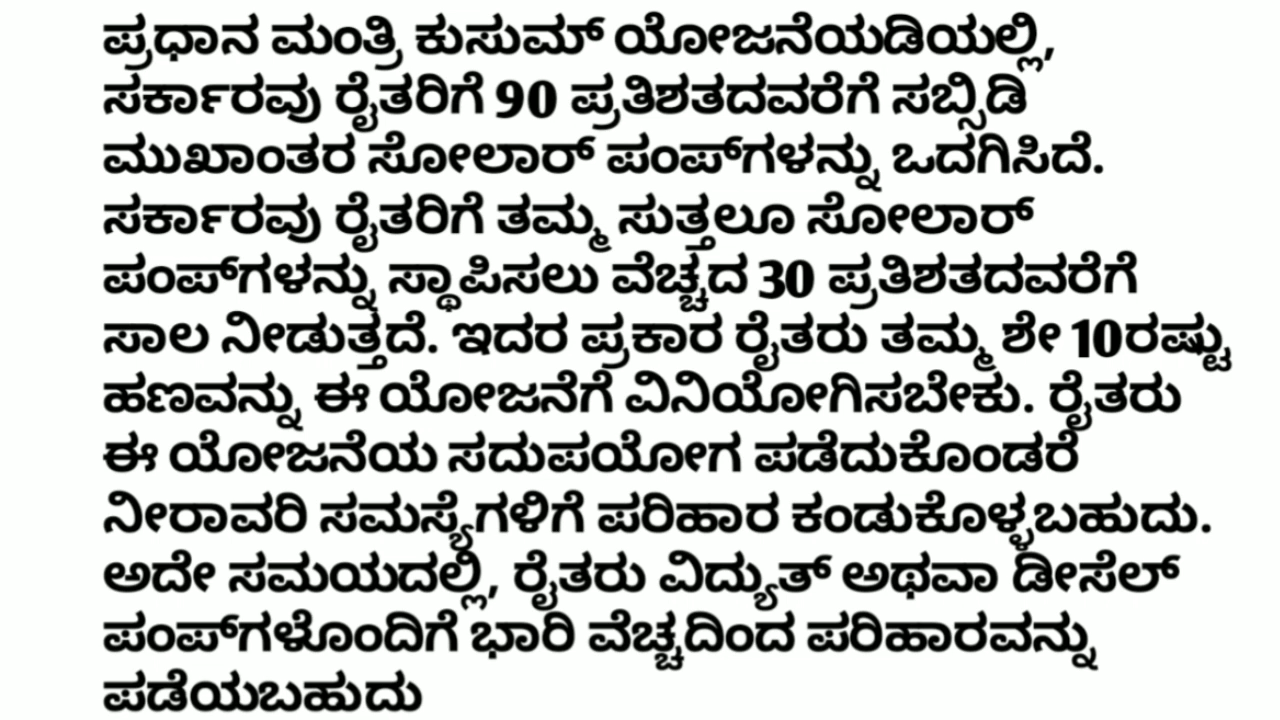 ಪ್ರಧಾನ ಮಂತ್ರಿ ಕುಸುಮ್ ಯೋಜನೆಯಡಿಯಲ್ಲಿ,
ಸರ್ಕಾರವು ರೈತರಿಗೆ 90 ಪ್ರತಿಶತದವರೆಗೆ ಸಬ್ಸಿಡಿ
ಮುಖಾಂತರ ಸೋಲಾರ್ ಪಂಪ್‌ಗಳನ್ನು ಒದಗಿಸಿದೆ.
ಸರ್ಕಾರವು ರೈತರಿಗೆ ತಮ್ಮ ಸುತ್ತಲೂ ಸೋಲಾರ್
ಪಂಪ್‌ಗಳನ್ನು ಸ್ಥಾಪಿಸಲು ವೆಚ್ಚದ 30 ಪ್ರತಿಶತದವರೆಗೆ
ಸಾಲ ನೀಡುತ್ತದೆ. ಇದರ ಪ್ರಕಾರ ರೈತರು ತಮ್ಮ ಶೇ 10ರಷ್ಟು
ಹಣವನ್ನು ಈ ಯೋಜನೆಗೆ ವಿನಿಯೋಗಿಸಬೇಕು. ರೈತರು
ಈ ಯೋಜನೆಯ ಸದುಪಯೋಗ ಪಡೆದುಕೊಂಡರೆ
ನೀರಾವರಿ ಸಮಸ್ಯೆಗಳಿಗೆ ಪರಿಹಾರ ಕಂಡುಕೊಳ್ಳಬಹುದು.
ಅದೇ ಸಮಯದಲ್ಲಿ, ರೈತರು ವಿದ್ಯುತ್ ಅಥವಾ ಡೀಸೆಲ್
ಪಂಪ್‌ಗಳೊಂದಿಗೆ ಭಾರಿ ವೆಚ್ಚದಿಂದ ಪರಿಹಾರವನ್ನು
ಪಡೆಯಬಹುದು